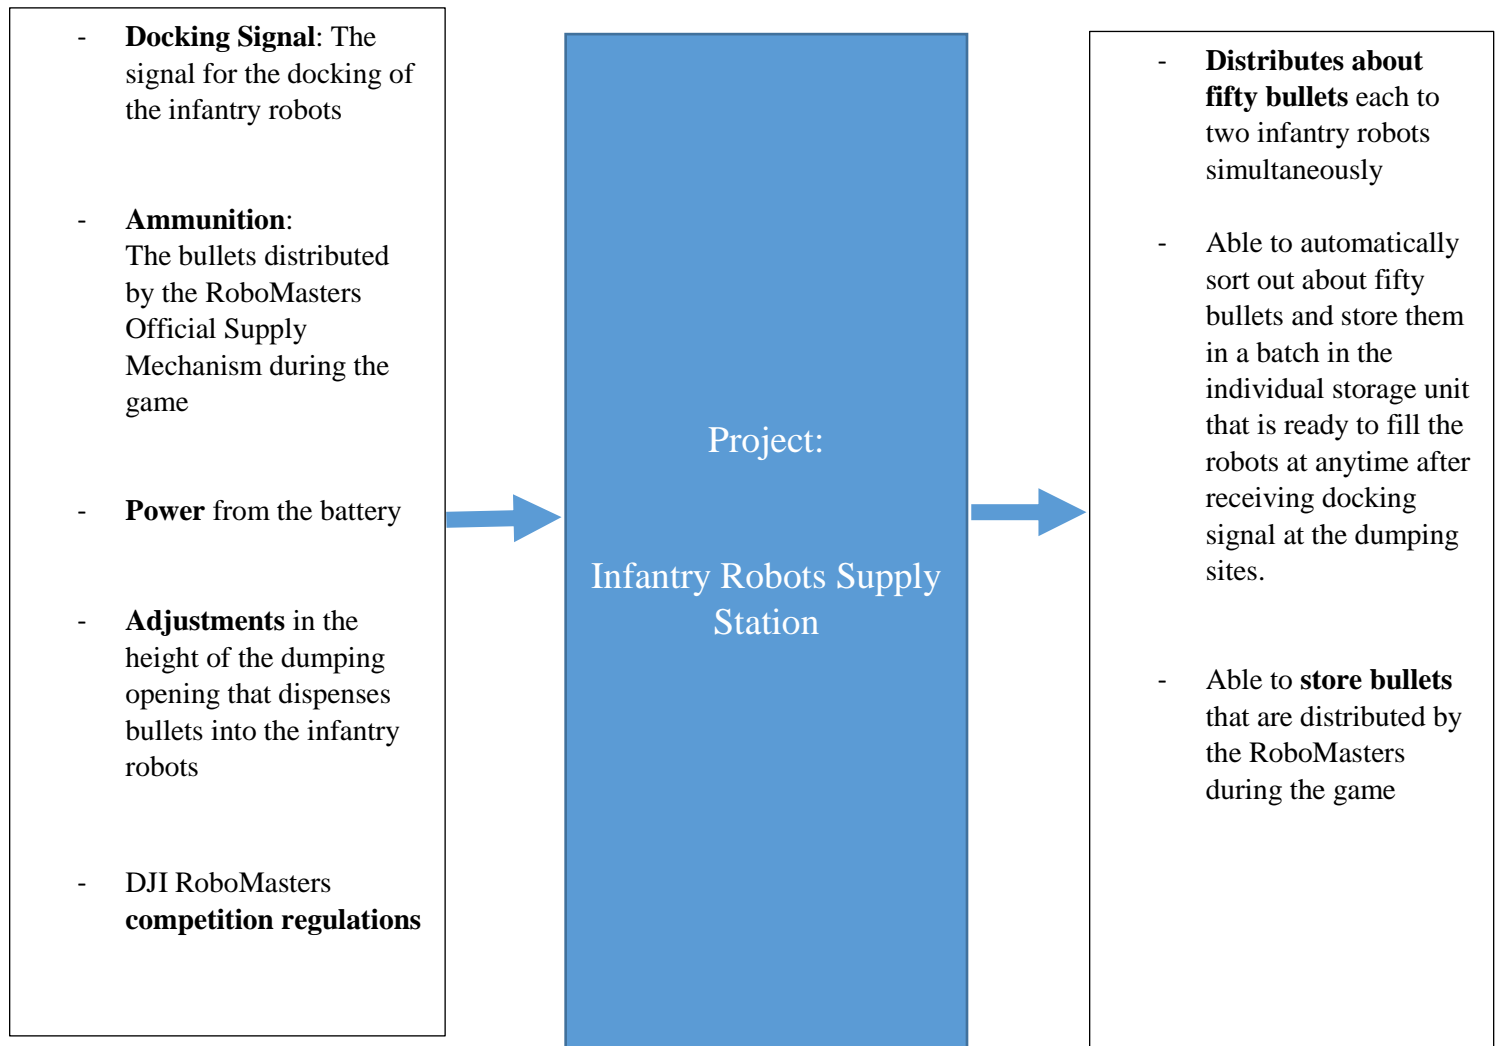 - Docking Signal: The
signal for the docking of
the infantry robots
- Ammunition:
The bullets distributed
by the RoboMasters
Official Supply
Mechanism during the
game
- Power from the battery
- Adjustments in the
height of the dumping
opening that dispenses
bullets into the infantry
robots
- DJI RoboMasters
competition regulations
Project:
Infantry Robots Supply
Station
- Distributes about
fifty bullets each to
two infantry robots
simultaneously
- Able to automatically
sort out about fifty
bullets and store them
in a batch in the
individual storage unit
that is ready to fill the
robots at anytime after
receiving docking
signal at the dumping
sites.
- Able to store bullets
that are distributed by
the RoboMasters
during the game